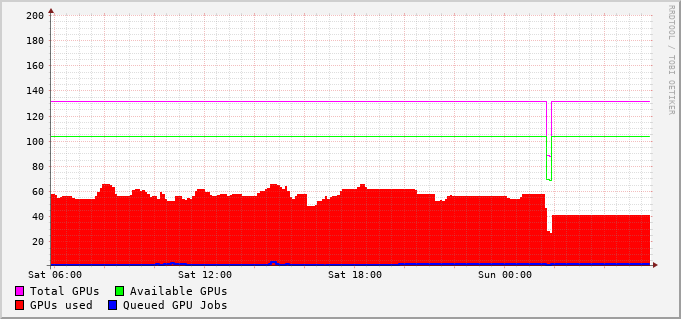 200
180
160
140
120
100
80
60
40
20
Sat 06:00 Sat 12:00 Sat 18:00 Sun 00:00
Total GPUs Available GPUs
GPUs used Queued GPU Jobs
RRDTOOL / TOBI OETIKER